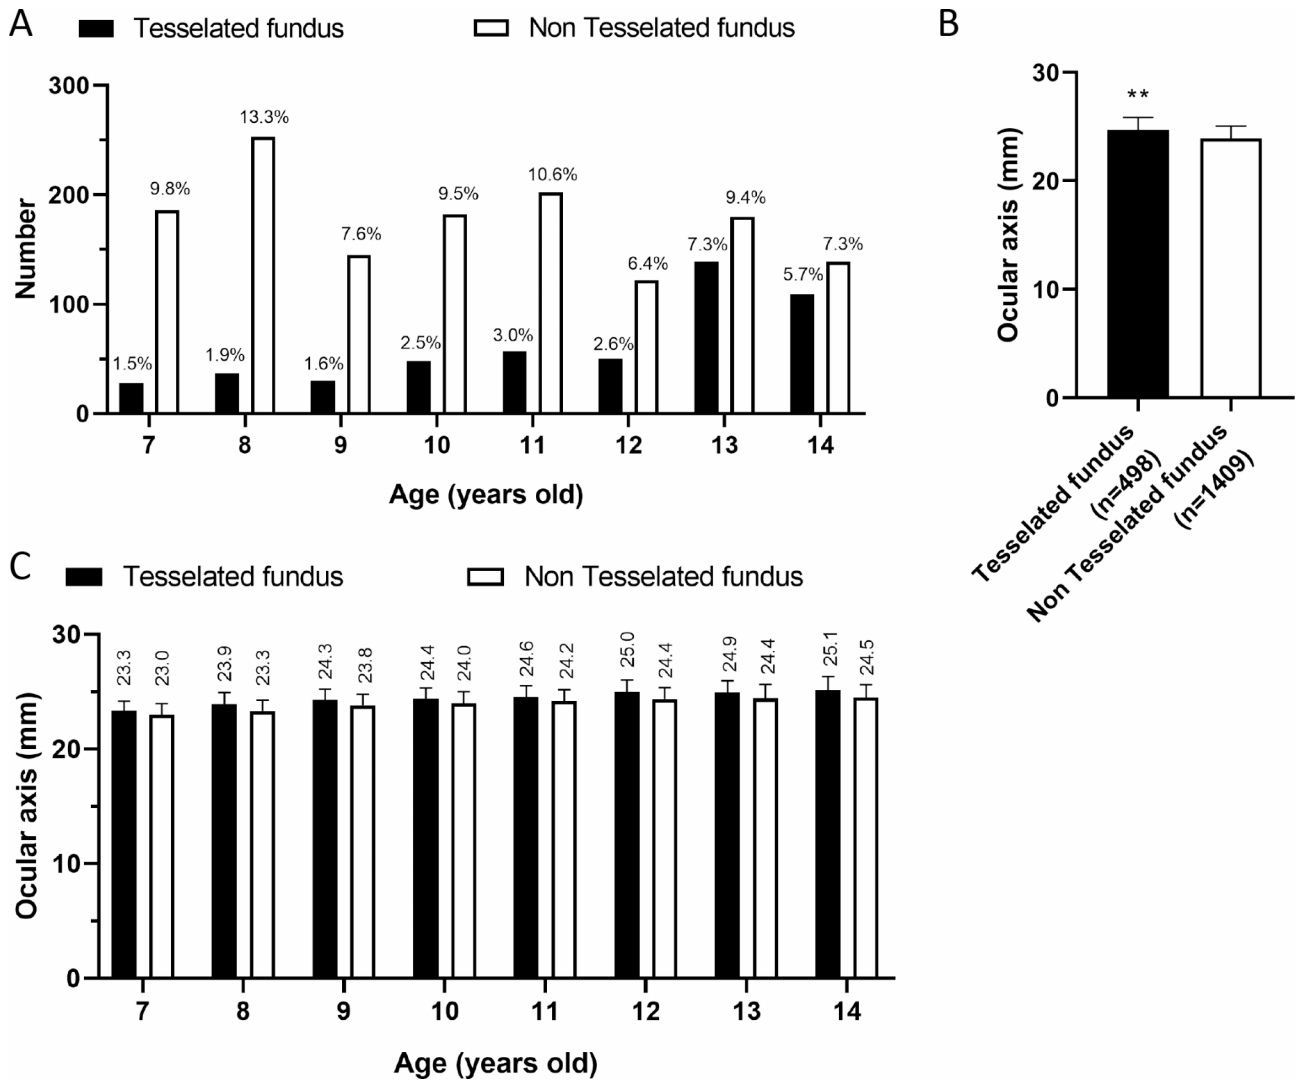 A
Tesselated fundus
Non Tesselated fundus
300
200
100
0
Number
1.5%
9.8%
1.9%
13.3%
1.6%
7.6%
2.5%
9.5%
3.0%
10.6%
2.6%
6.4%
7.3%
9.4%
5.7%
7.3%
7 8 9 10 11 12 13 14
Age (years old)
B
30
20
10
0
Ocular axis (mm)
**
Tesselated fundus
(n=498)
Non Tesselated fundus
(n=1409)
C
Tesselated fundus
Non Tesselated fundus
30
20
10
0
Ocular axis (mm)
23.3
23.0
23.9
23.3
24.3
23.8
24.4
24.0
24.6
24.2
25.0
24.4
24.9
24.4
25.1
24.5
7 8 9 10 11 12 13 14
Age (years old)